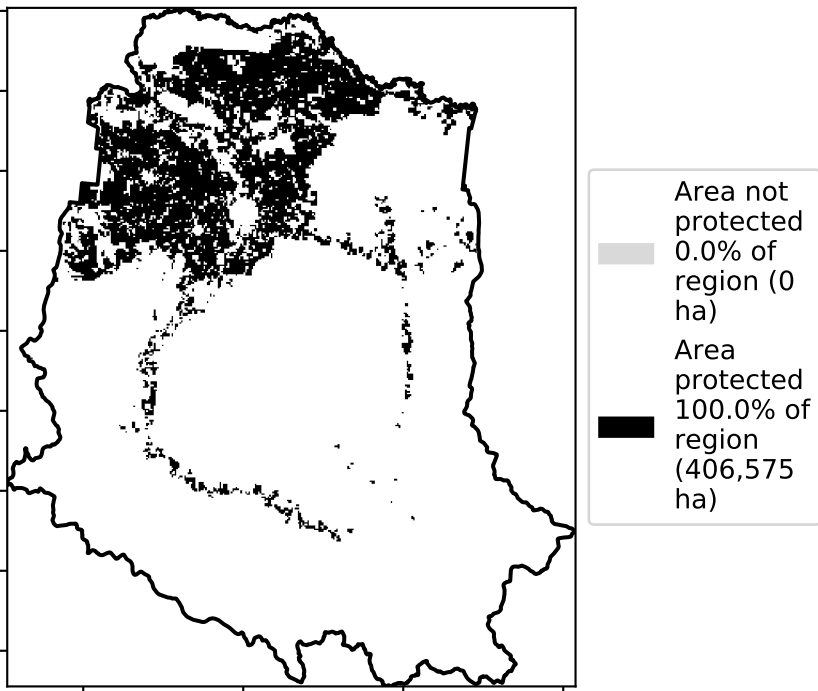 Area not
protected
0.0% of
region (0
ha)
Area
protected
100.0% of
region
(406,575
ha)